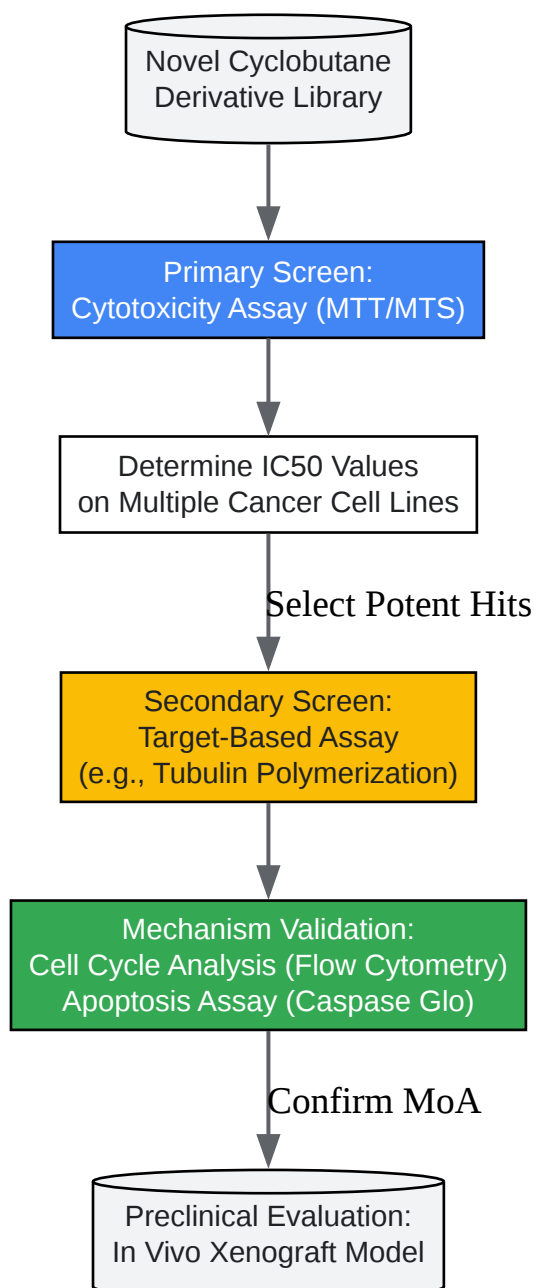 Novel Cyclobutane
Derivative Library
Primary Screen:
Cytotoxicity Assay (MTT/MTS)
Determine IC50 Values
on Multiple Cancer Cell Lines
Select Potent Hits
Secondary Screen:
Target-Based Assay
(e.g., Tubulin Polymerization)
Mechanism Validation:
Cell Cycle Analysis (Flow Cytometry)
Apoptosis Assay (Caspase Glo)
Confirm MoA
Preclinical Evaluation:
In Vivo Xenograft Model